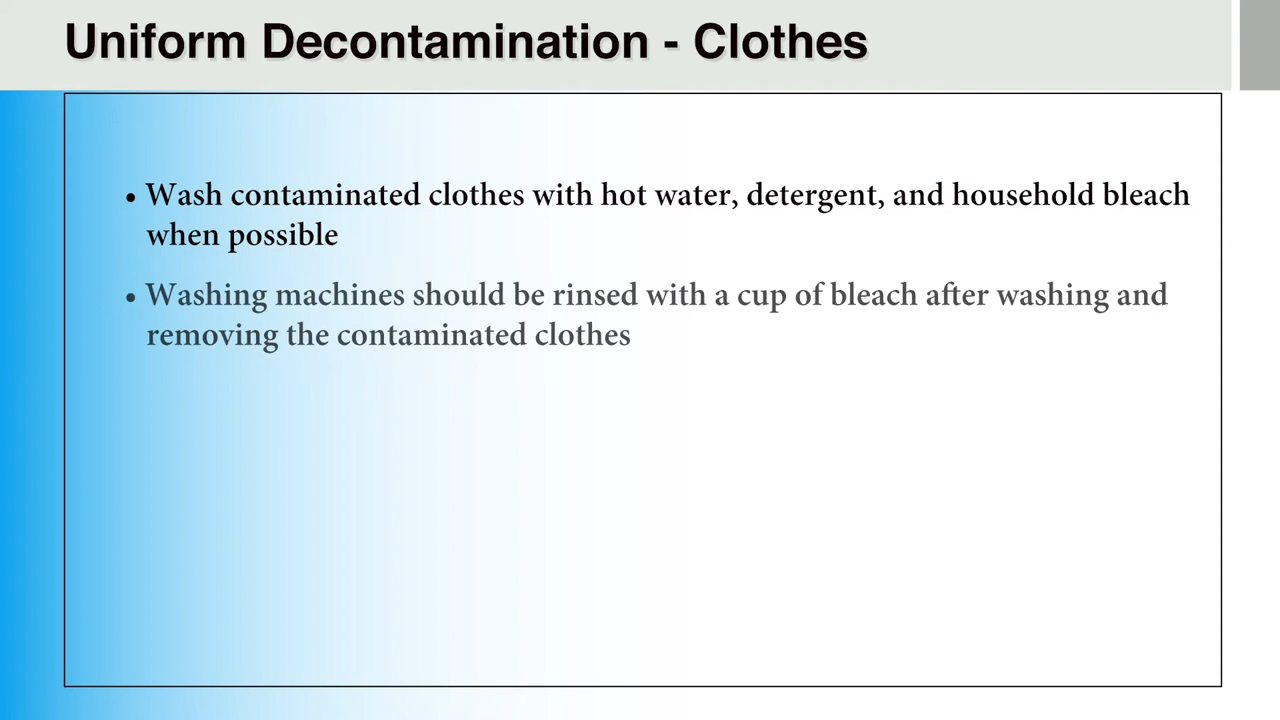 Uniform Decontamination - Clothes
• Wash contaminated clothes with hot water, detergent, and household bleach
when possible
• Washing machines should be rinsed with a cup of bleach after washing and
removing the contaminated clothes